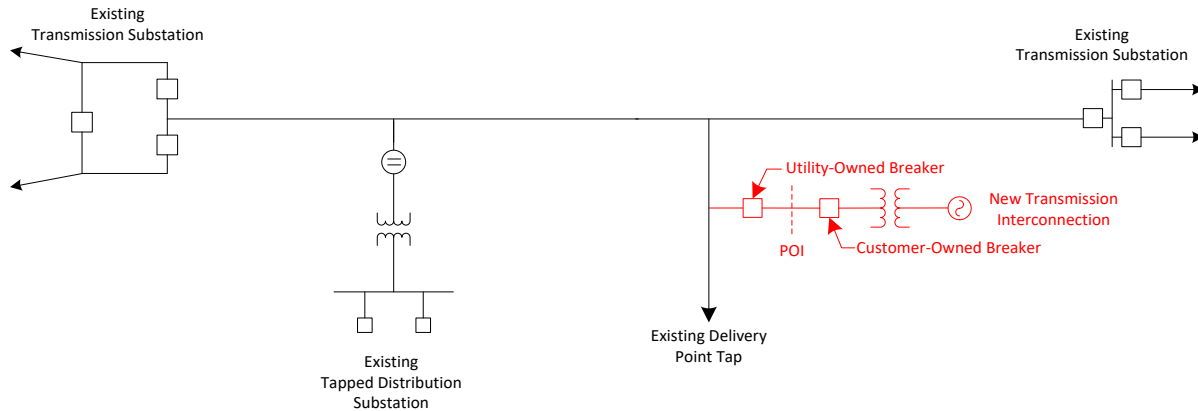 Existing
Transmission Substation
Existing
Transmission Substation
Utility-Owned Breaker
New Transmission
Interconnection
POI
Customer-Owned Breaker
Existing Delivery
Point Tap
Existing
Tapped Distribution
Substation